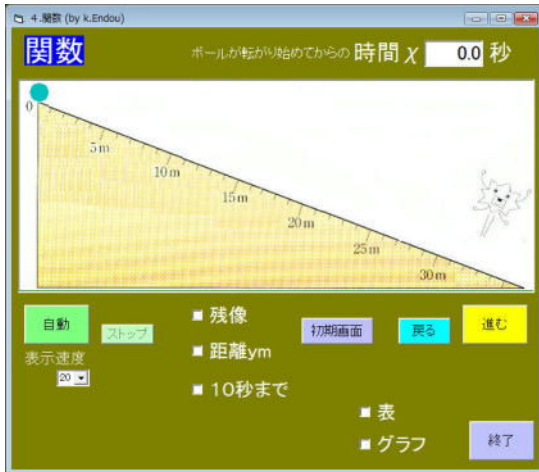 4.関数 (by k.Endou)
関数 ボールが転がり始めてからの 時間 χ 0.0 秒
0
5m
10m
15m
20m
25m
30m
自動 ストップ 残像 初期画面 戻る 進む
表示速度 距離ym
20
10秒まで
表
グラフ 終了